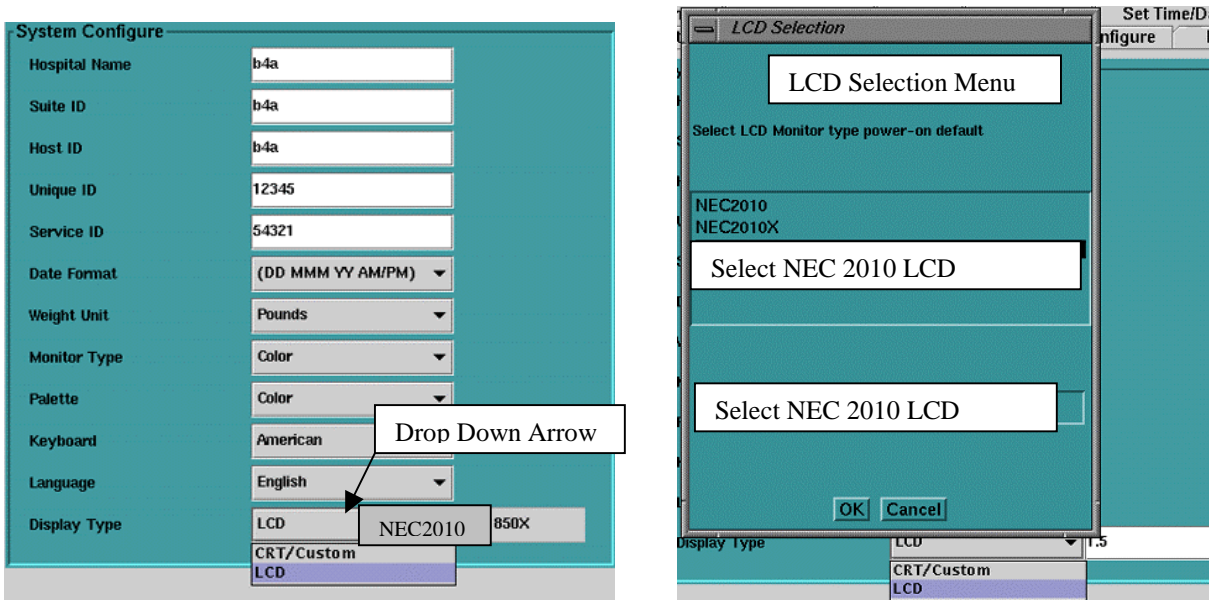 System Configure
Hospital Name b4a
Suite ID b4a
Host ID b4a
Unique ID 12345
Service ID 54321
Date Format (DD MMM YY AM/PM)
Weight Unit Pounds
Monitor Type Color
Palette Color
Keyboard American
Drop Down Arrow
Language English
Display Type LCD NEC2010 850X
CRT/Custom
LCD
Set Time/D
LCD Selection
nfigure
LCD Selection Menu
Select LCD Monitor type power-on default
NEC2010
NEC2010X
Select NEC 2010 LCD
Select NEC 2010 LCD
OK Cancel
Display Type LCD 1.5
CRT/Custom
LCD